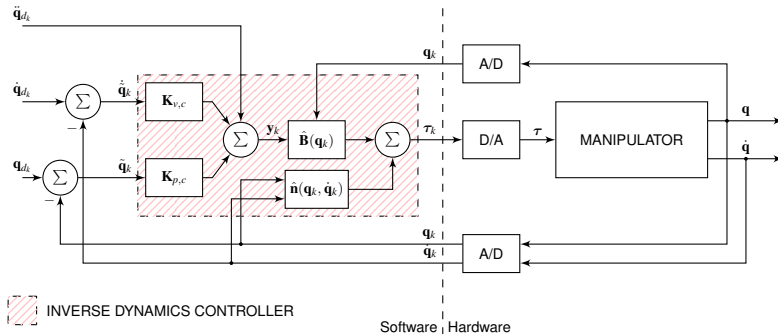 q̈_{d_k}
q_k
A/D
q̇_{d_k}
∑
−
q̃̇_k
K_{v,c}
∑
y_k
B̂(q_k)
∑
τ_k
D/A
τ
MANIPULATOR
q
q̇
q_{d_k}
∑
−
q̃_k
K_{p,c}
n̂(q_k, q̇_k)
q_k
q̇_k
A/D
INVERSE DYNAMICS CONTROLLER
Software
Hardware